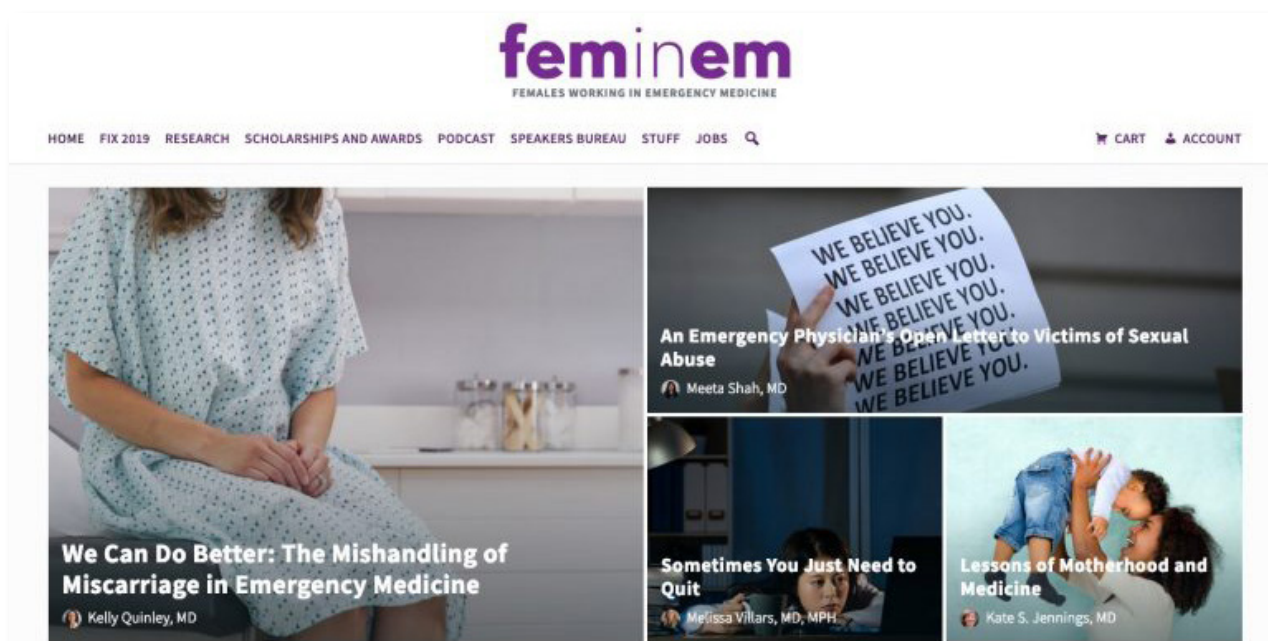 feminem
FEMALES WORKING IN EMERGENCY MEDICINE
HOME FIX 2019 RESEARCH SCHOLARSHIPS AND AWARDS PODCAST SPEAKERS BUREAU STUFF JOBS CART ACCOUNT
WE BELIEVE YOU.
WE BELIEVE YOU.
WE BELIEVE YOU.
WE BELIEVE YOU.
WE BELIEVE YOU.
WE BELIEVE YOU.
WE BELIEVE YOU.
An Emergency Physician's Open Letter to Victims of Sexual
Abuse
Meeta Shah, MD
We Can Do Better: The Mishandling of
Miscarriage in Emergency Medicine
Kelly Quinley, MD
Sometimes You Just Need to
Quit
Melissa Villars, MD, MPH
Lessons of Motherhood and
Medicine
Kate S. Jennings, MD